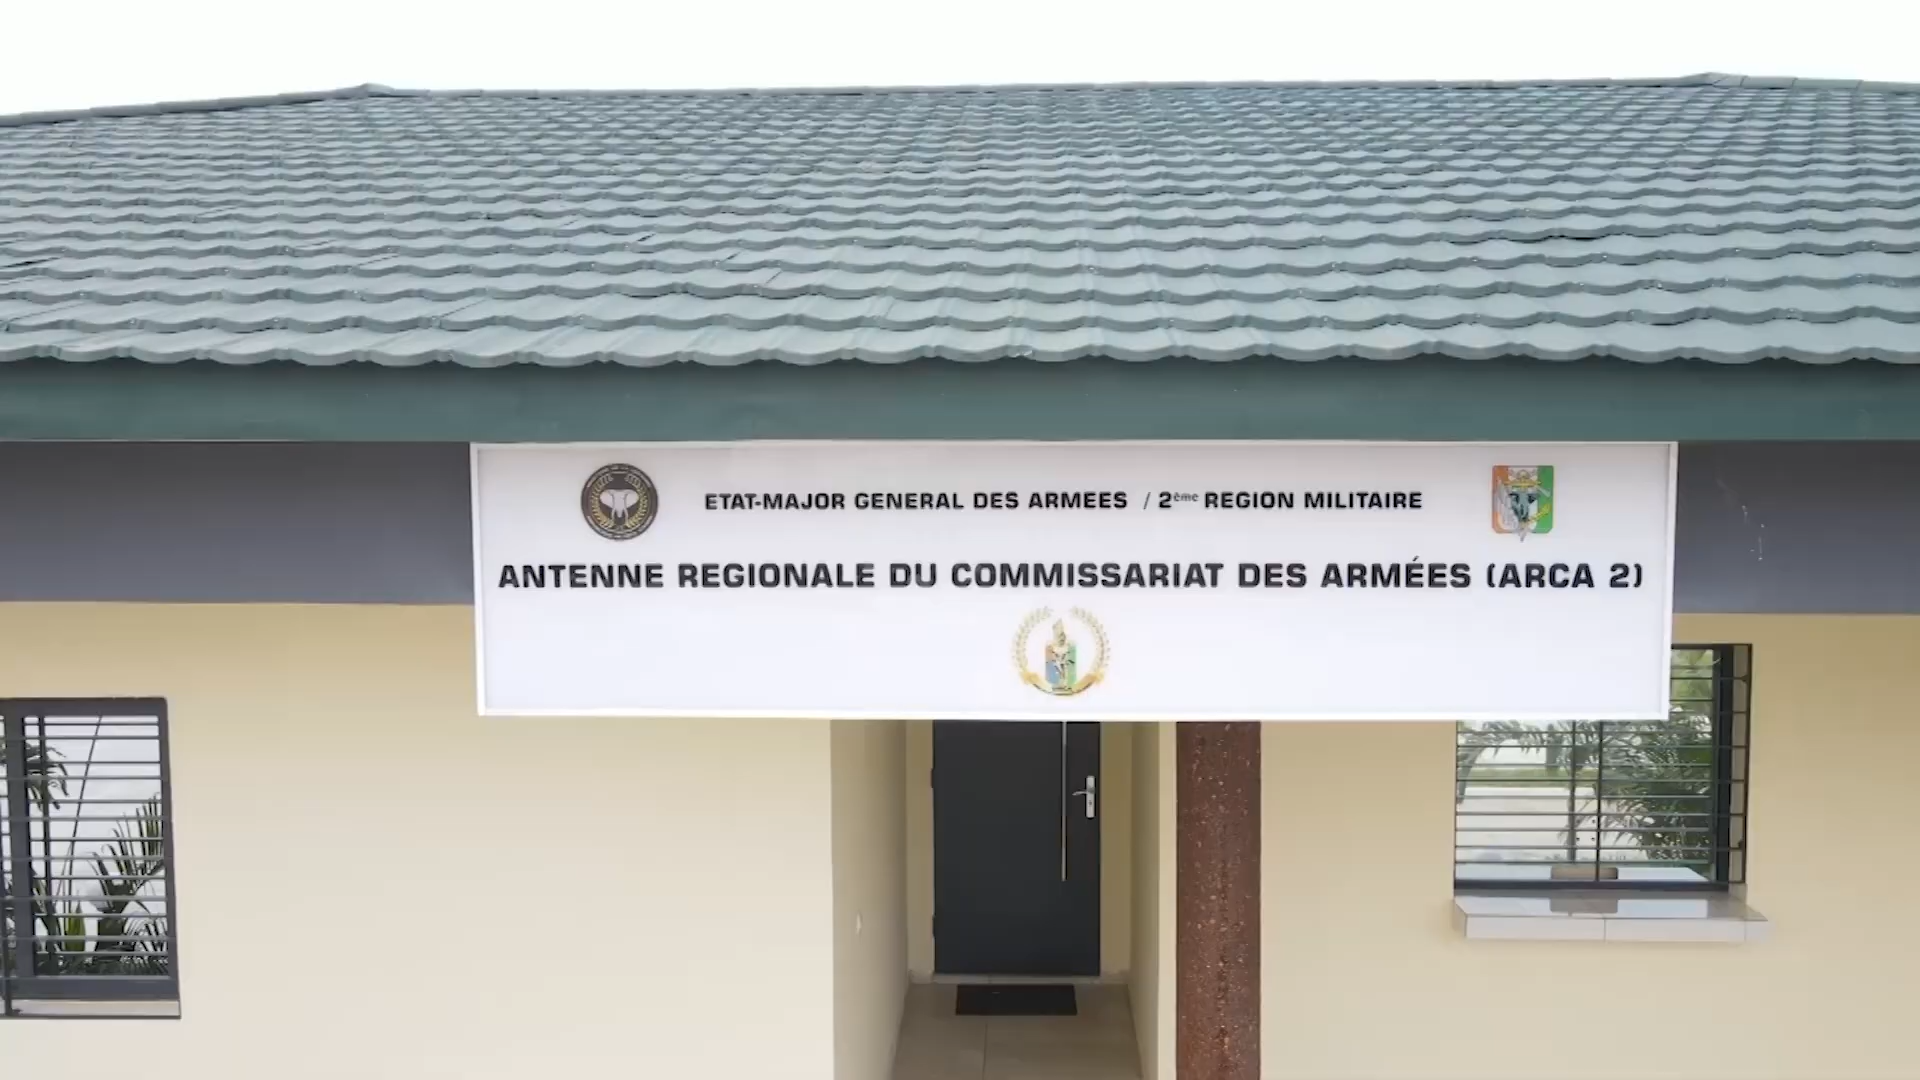 ETAT-MAJOR GENERAL DES ARMEES / 2ème REGION MILITAIRE
ANTENNE REGIONALE DU COMMISSARIAT DES ARMÉES (ARCA 2)